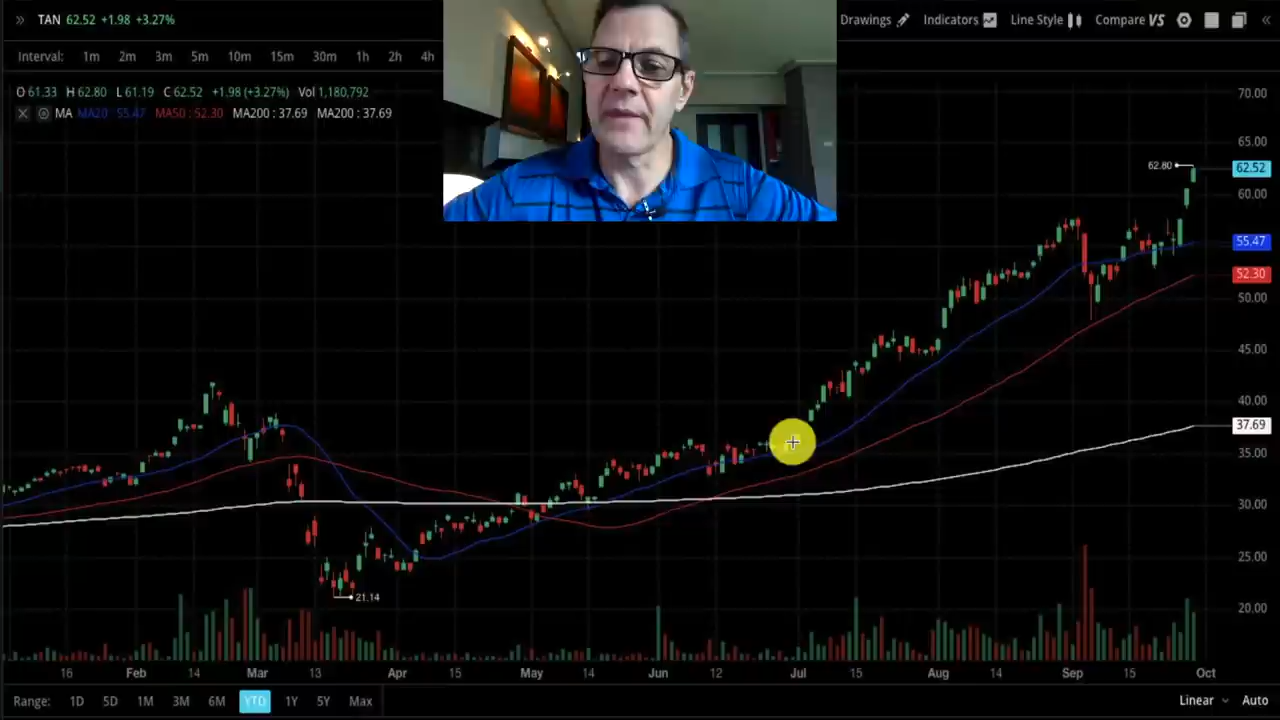 TAN 62.52 +1.98 +3.27%
Drawings Indicators Line Style Compare VS
Interval: 1m 2m 3m 5m 10m 15m 30m 1h 2h 4h
O 61.33 H 62.80 L 61.19 C 62.52 +1.98 (+3.27%) Vol 1,180,792
MA MA20 : 55.47 MA50 : 52.30 MA200 : 37.69 MA200 : 37.69
70.00
65.00
62.80
62.52
60.00
55.47
52.30
50.00
45.00
40.00
37.69
35.00
30.00
25.00
21.14
20.00
16 Feb 14 Mar 13 Apr 15 May 14 Jun 12 Jul 15 Aug 14 Sep 15 Oct
Range: 1D 5D 1M 3M 6M YTD 1Y 5Y Max
Linear Auto